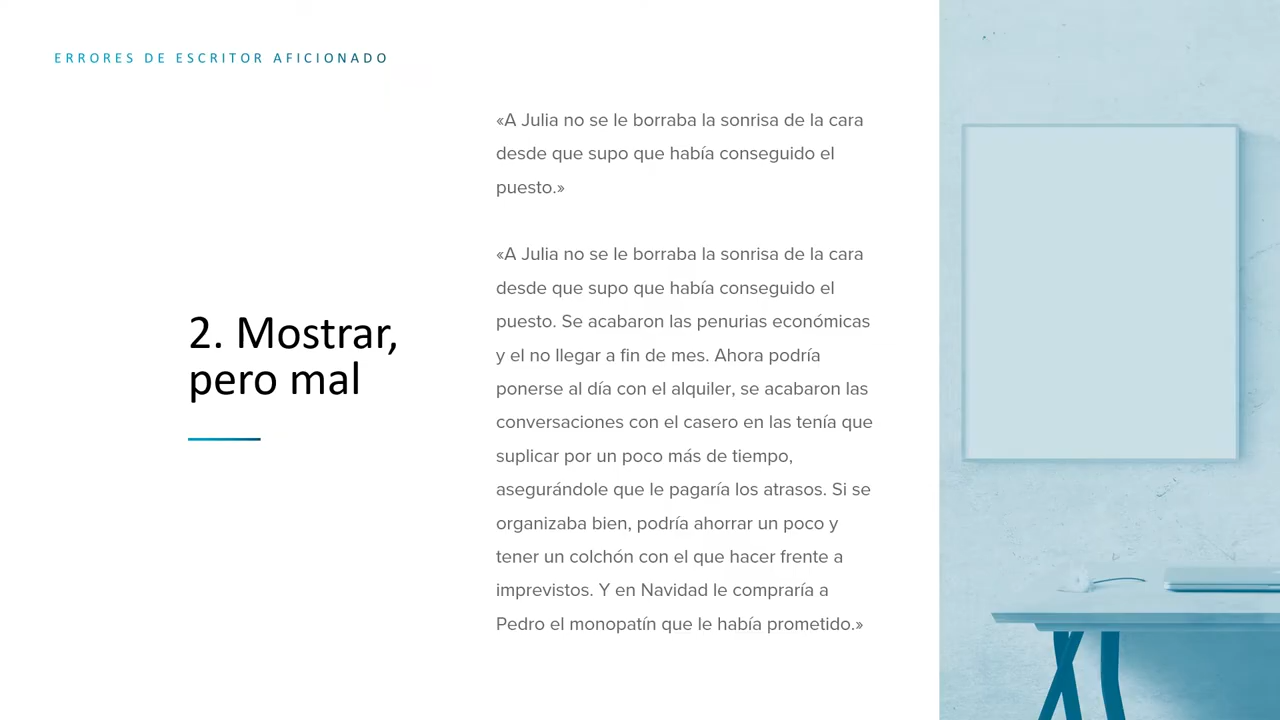 ERRORES DE ESCRITOR AFICIONADO
2. Mostrar,
pero mal
«A Julia no se le borraba la sonrisa de la cara
desde que supo que había conseguido el
puesto.»
«A Julia no se le borraba la sonrisa de la cara
desde que supo que había conseguido el
puesto. Se acabaron las penurias económicas
y el no llegar a fin de mes. Ahora podría
ponerse al día con el alquiler, se acabaron las
conversaciones con el casero en las tenía que
suplicar por un poco más de tiempo,
asegurándole que le pagaría los atrasos. Si se
organizaba bien, podría ahorrar un poco y
tener un colchón con el que hacer frente a
imprevistos. Y en Navidad le compraría a
Pedro el monopatín que le había prometido.»